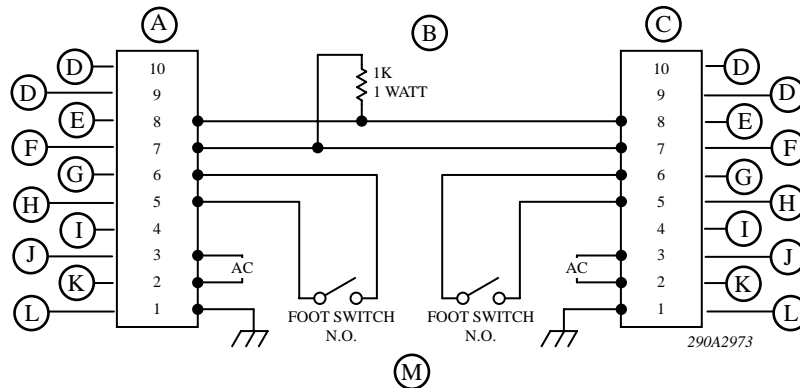 A
B
C
D 10 1K 10 D
D 9 1 WATT 9 D
E 8 8 E
F 7 7 F
G 6 6 G
H 5 5 H
I 4 4 I
J 3 3 J
AC AC
K 2 2 K
L 1 1 L
FOOT SWITCH FOOT SWITCH
N.O. N.O.
290A2973
M